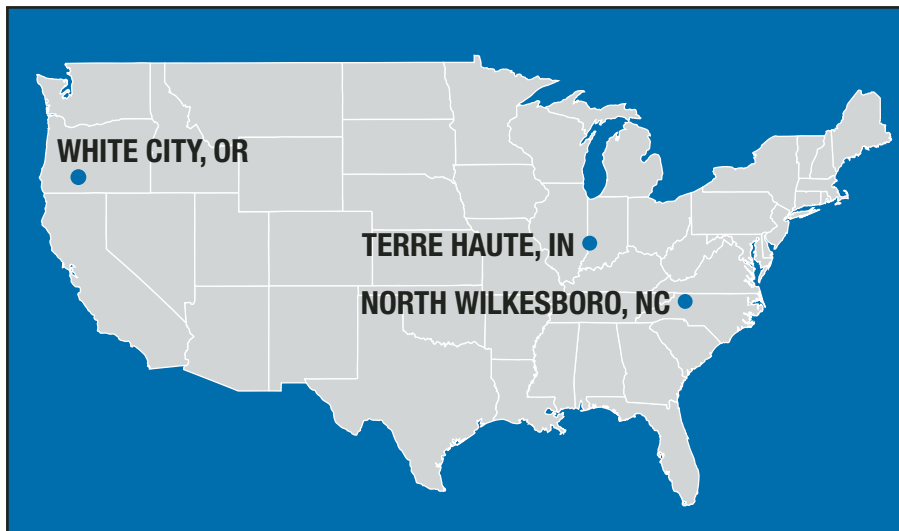 WHITE CITY, OR
TERRE HAUTE, IN
NORTH WILKESBORO, NC